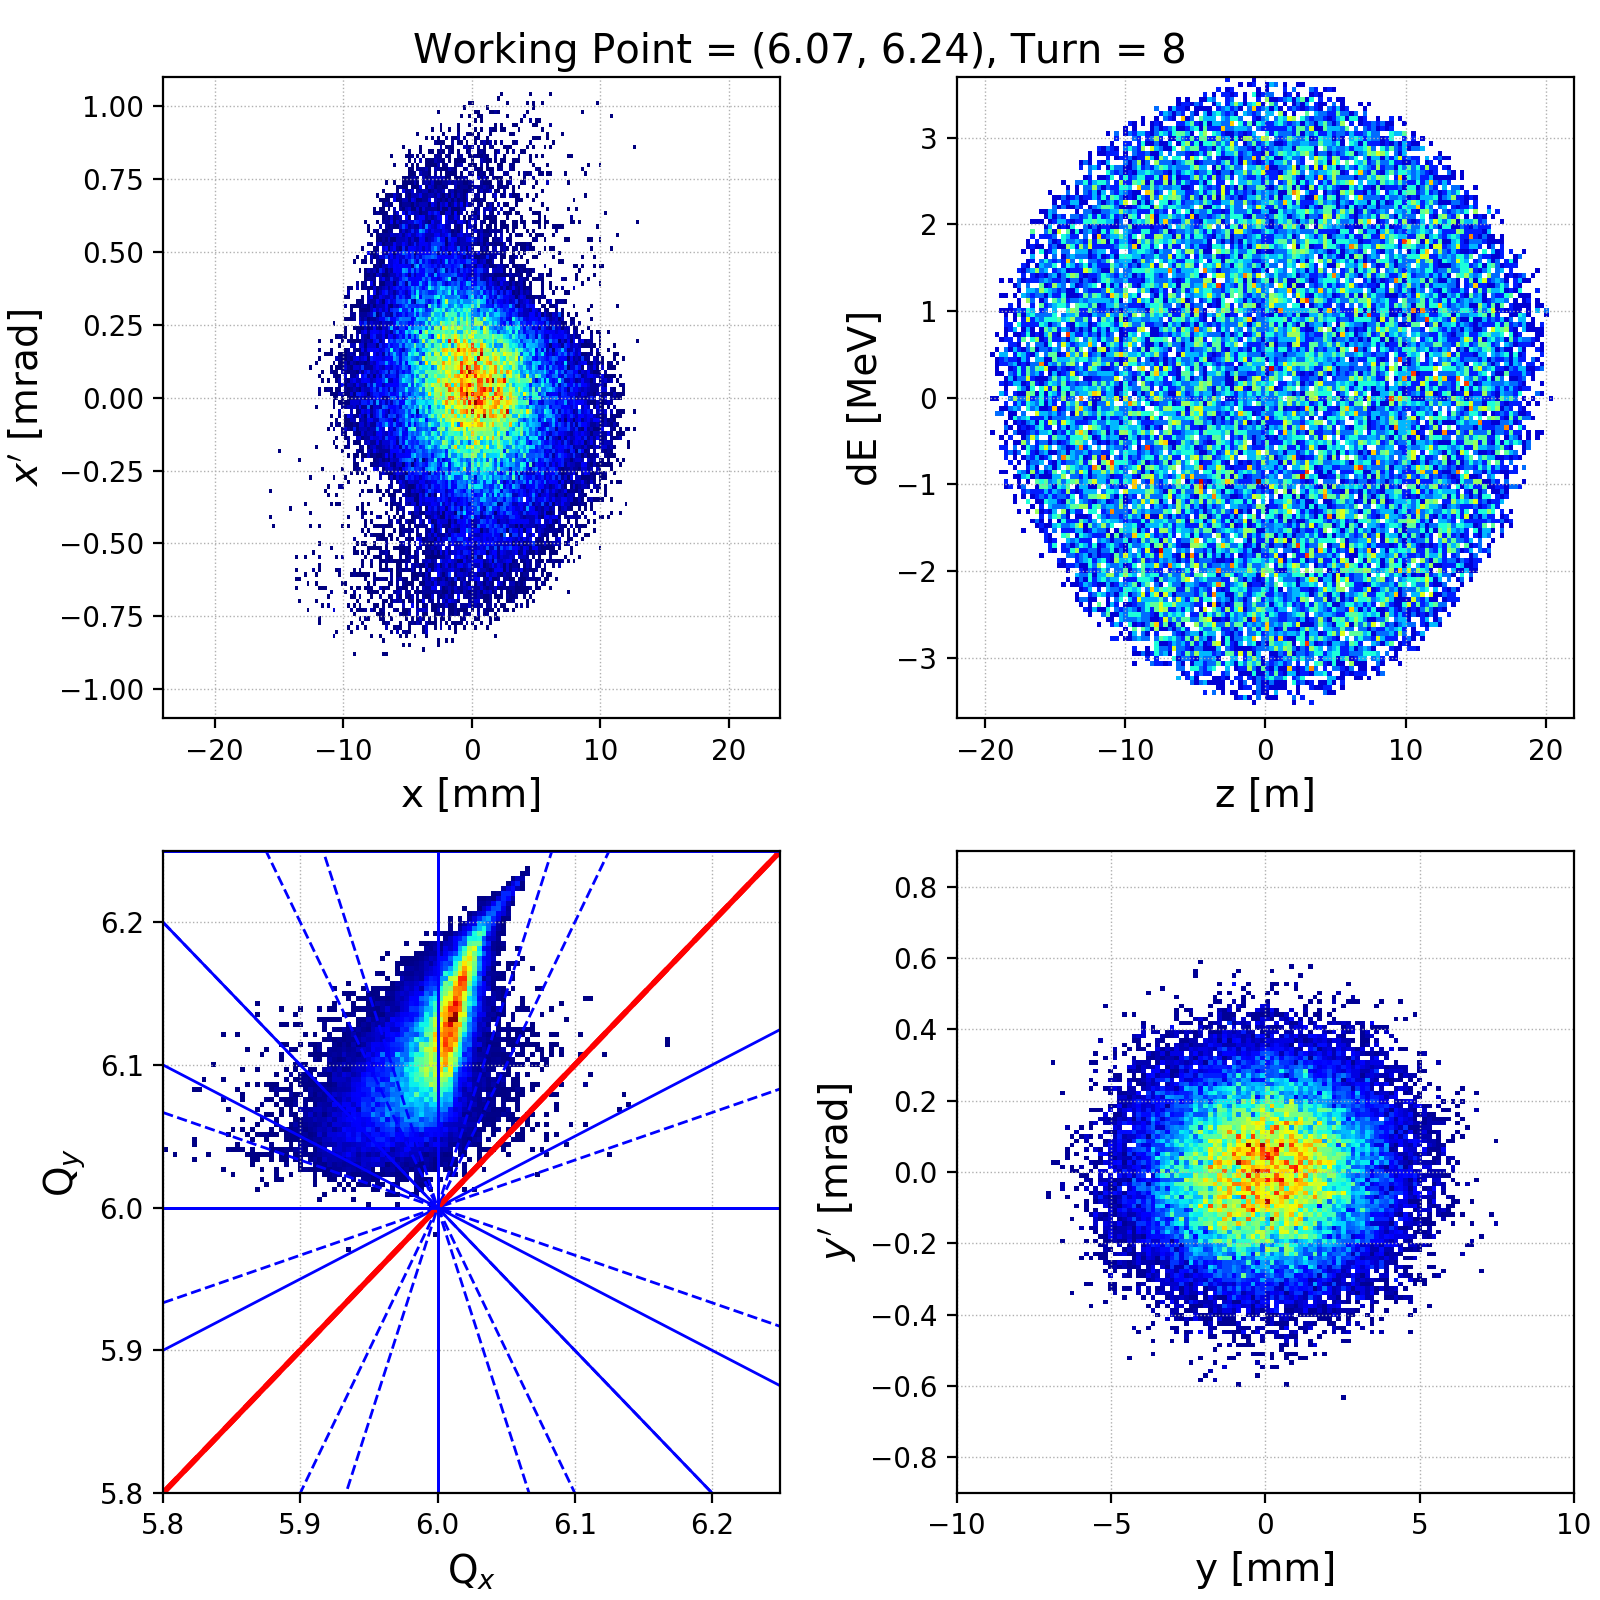 Working Point = (6.07, 6.24), Turn = 8
1.00
0.75
0.50
0.25
0.00
−0.25
−0.50
−0.75
−1.00
x′ [mrad]
−20 −10 0 10 20
x [mm]
3
2
1
0
−1
−2
−3
dE [MeV]
−20 −10 0 10 20
z [m]
6.2
6.1
6.0
5.9
5.8
Qy
5.8 5.9 6.0 6.1 6.2
Qx
0.8
0.6
0.4
0.2
0.0
−0.2
−0.4
−0.6
−0.8
y′ [mrad]
−10 −5 0 5 10
y [mm]